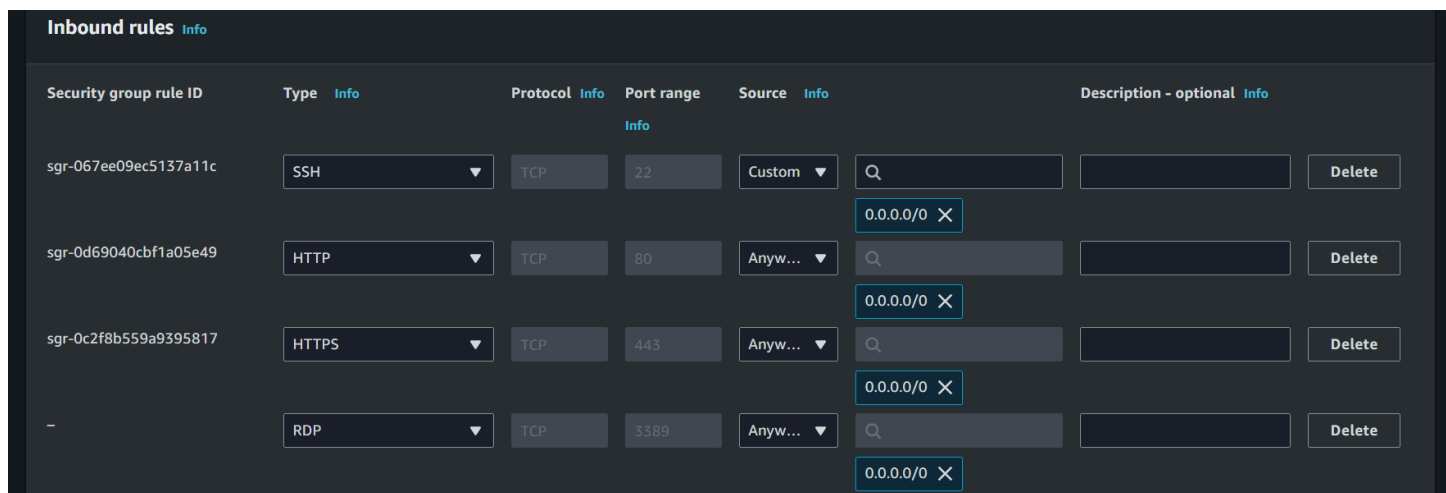 Inbound rules Info
Security group rule ID Type Info Protocol Info Port range Info Source Info Description - optional Info
sgr-067ee09ec5137a11c SSH TCP 22 Custom Delete
0.0.0.0/0
sgr-0d69040cbf1a05e49 HTTP TCP 80 Anyw... Delete
0.0.0.0/0
sgr-0c2f8b559a9395817 HTTPS TCP 443 Anyw... Delete
0.0.0.0/0
– RDP TCP 3389 Anyw... Delete
0.0.0.0/0